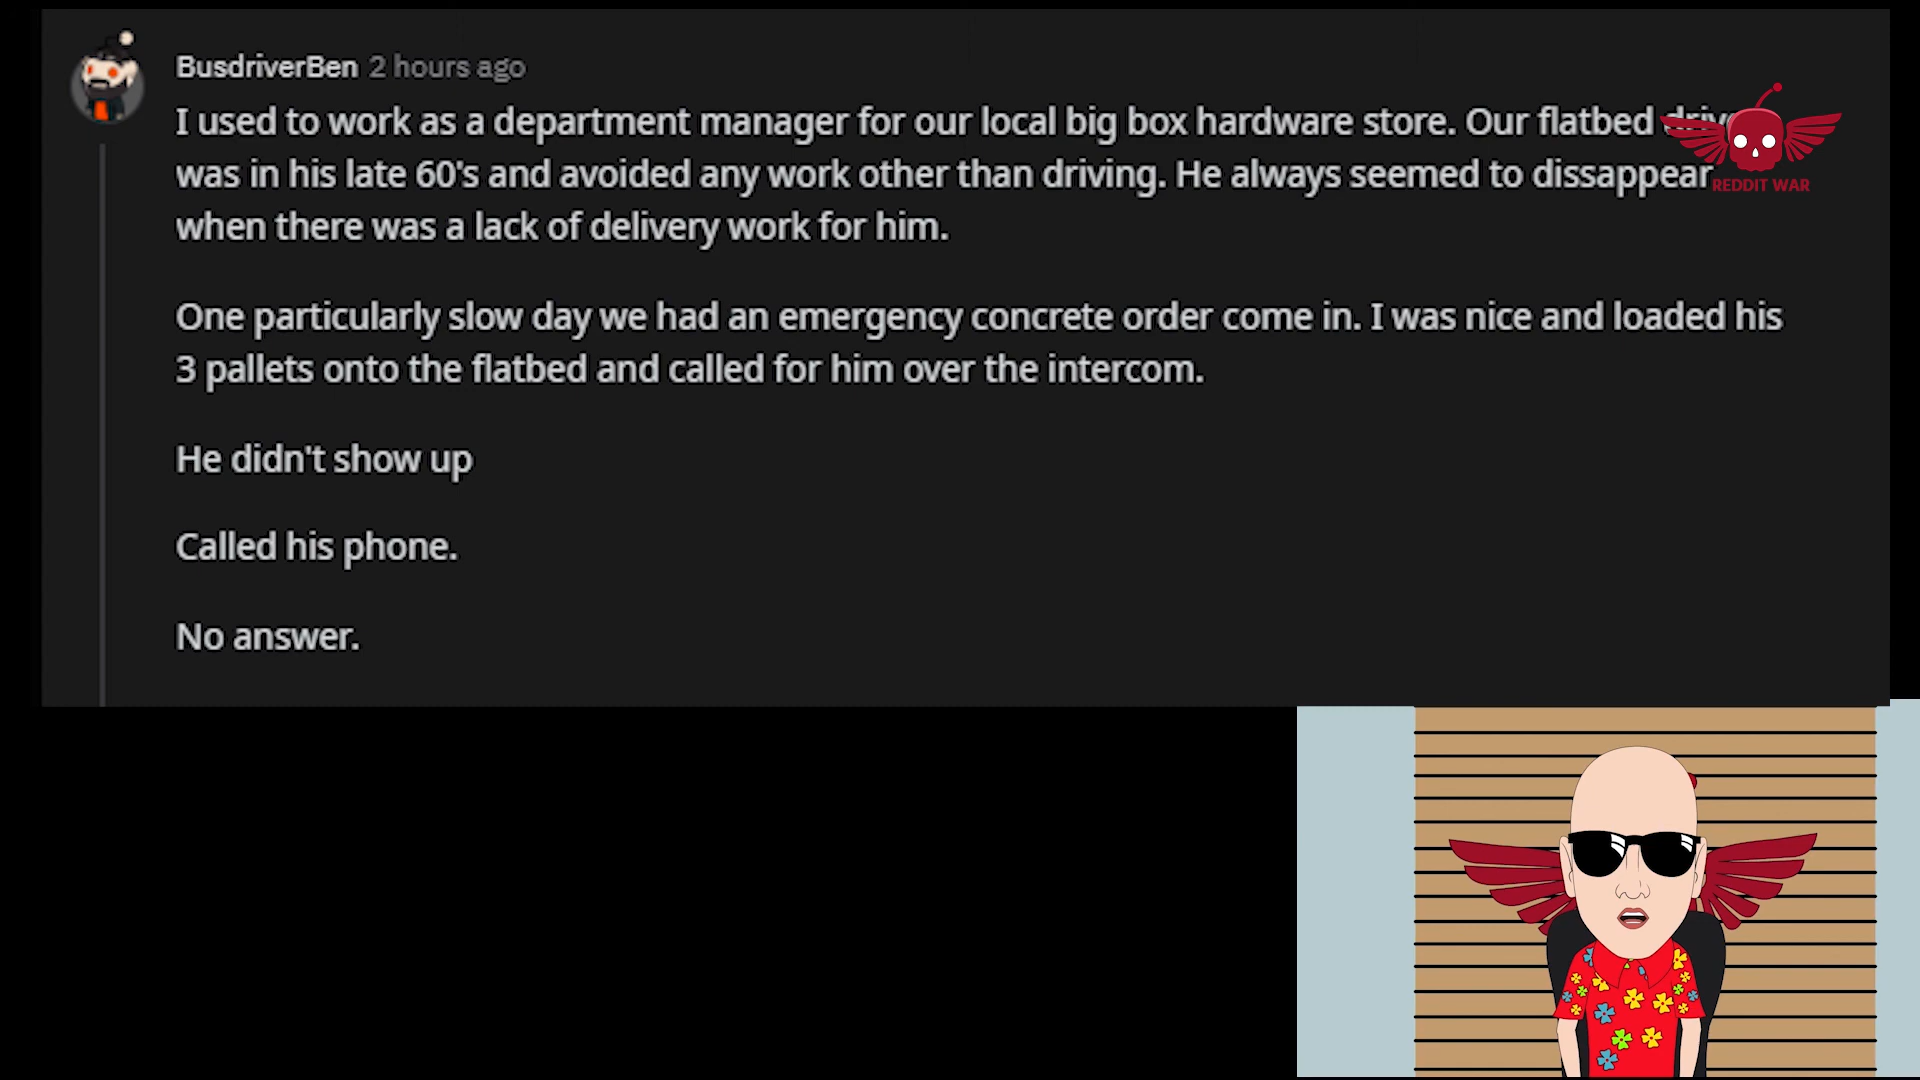 BusdriverBen 2 hours ago
I used to work as a department manager for our local big box hardware store. Our flatbed
was in his late 60's and avoided any work other than driving. He always seemed to dissappear
when there was a lack of delivery work for him.
One particularly slow day we had an emergency concrete order come in. I was nice and loaded his
3 pallets onto the flatbed and called for him over the intercom.
He didn't show up
Called his phone.
No answer.
REDDIT WAR